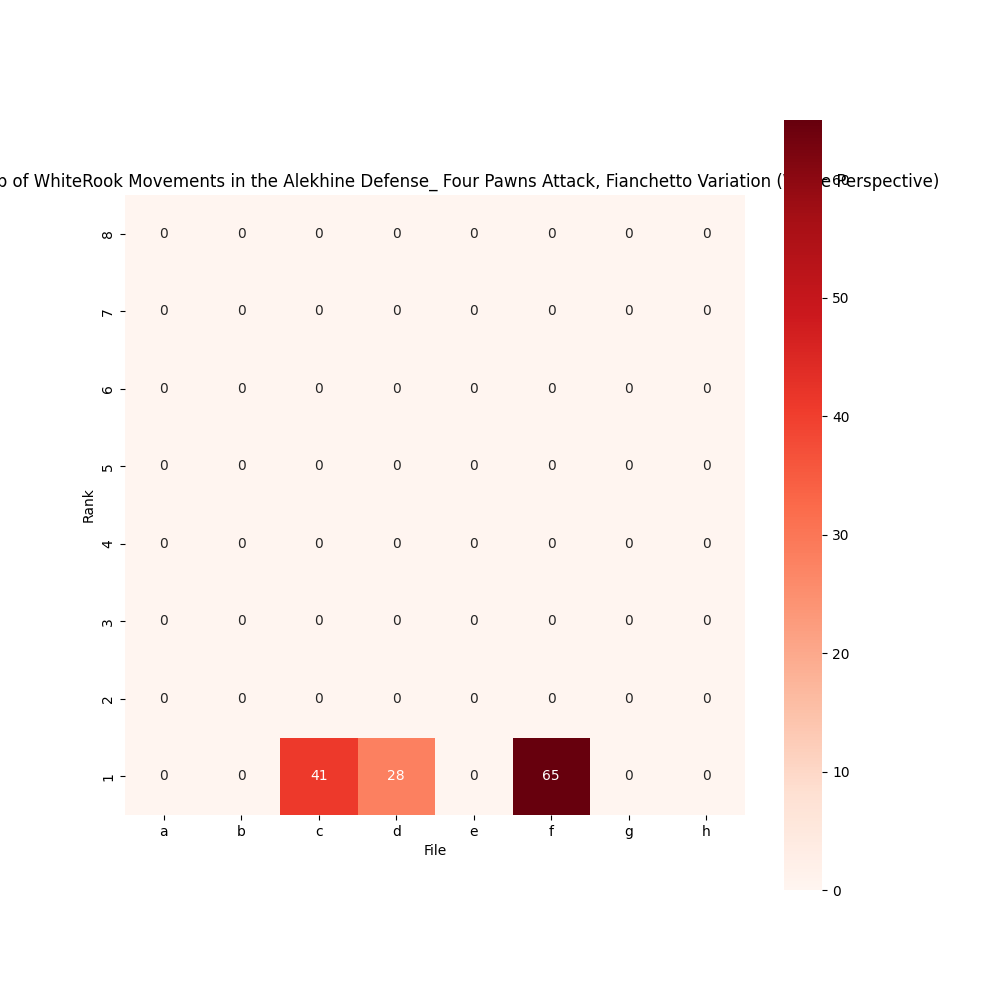 of WhiteRook Movements in the Alekhine Defense_ Four Pawns Attack, Fianchetto Variation ( Perspective)
60
8 0 0 0 0 0 0 0 0
7 0 0 0 0 0 0 0 0
50
6 0 0 0 0 0 0 0 0
40
5 0 0 0 0 0 0 0 0
Rank
4 0 0 0 0 0 0 0 0
30
3 0 0 0 0 0 0 0 0
20
2 0 0 0 0 0 0 0 0
10
1 0 0 41 28 0 65 0 0
a b c d e f g h
File
0